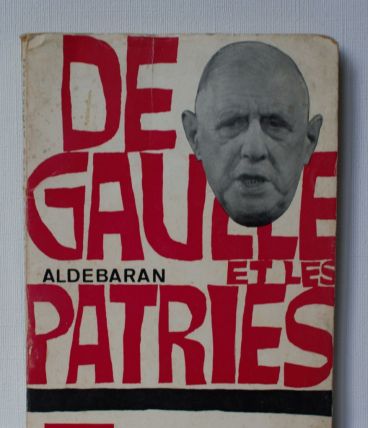 DE
GAULLE
ALDEBARAN
ET LES
PATRIES